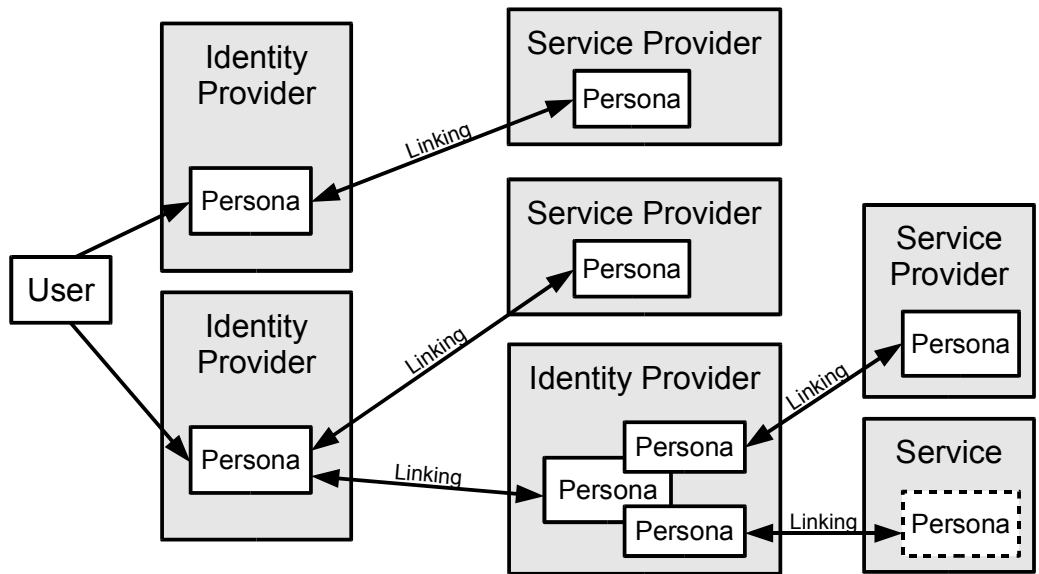 User
Identity
Provider
Persona
Identity
Provider
Persona
Linking
Linking
Linking
Service Provider
Persona
Service Provider
Persona
Identity Provider
Persona
Persona
Persona
Linking
Linking
Service
Provider
Persona
Service
Persona